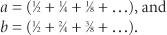 a = (½ + ¼ + ⅛ + …), and
b = (½ + 2⁄4 + ⅜ + …).